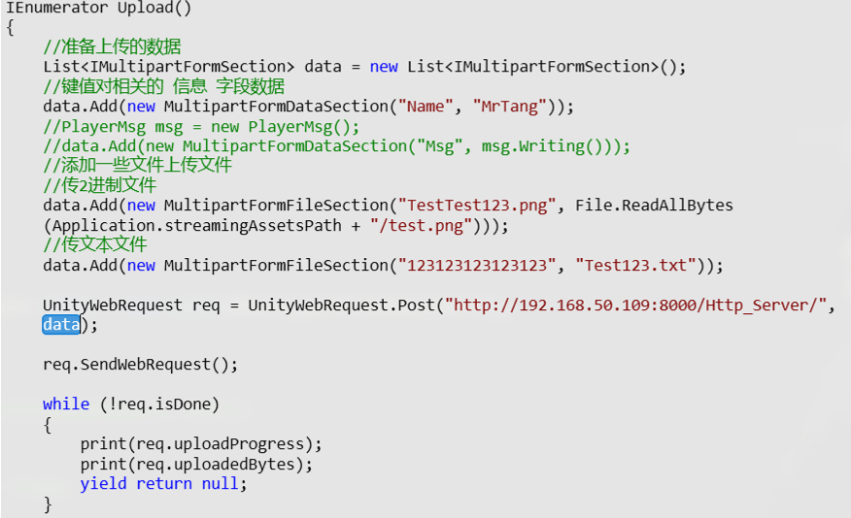 IEnumerator Upload()
{
//准备上传的数据
List<IMultipartFormSection> data = new List<IMultipartFormSection>();
//键值对相关的 信息 字段数据
data.Add(new MultipartFormDataSection("Name", "MrTang"));
//PlayerMsg msg = new PlayerMsg();
//data.Add(new MultipartFormDataSection("Msg", msg.Writing()));
//添加一些文件上传文件
//传2进制文件
data.Add(new MultipartFormFileSection("TestTest123.png", File.ReadAllBytes
(Application.streamingAssetsPath + "/test.png")));
//传文本文件
data.Add(new MultipartFormFileSection("123123123123123", "Test123.txt"));
UnityWebRequest req = UnityWebRequest.Post("http://192.168.50.109:8000/Http_Server/",
data);
req.SendWebRequest();
while (!req.isDone)
{
print(req.uploadProgress);
print(req.uploadedBytes);
yield return null;
}